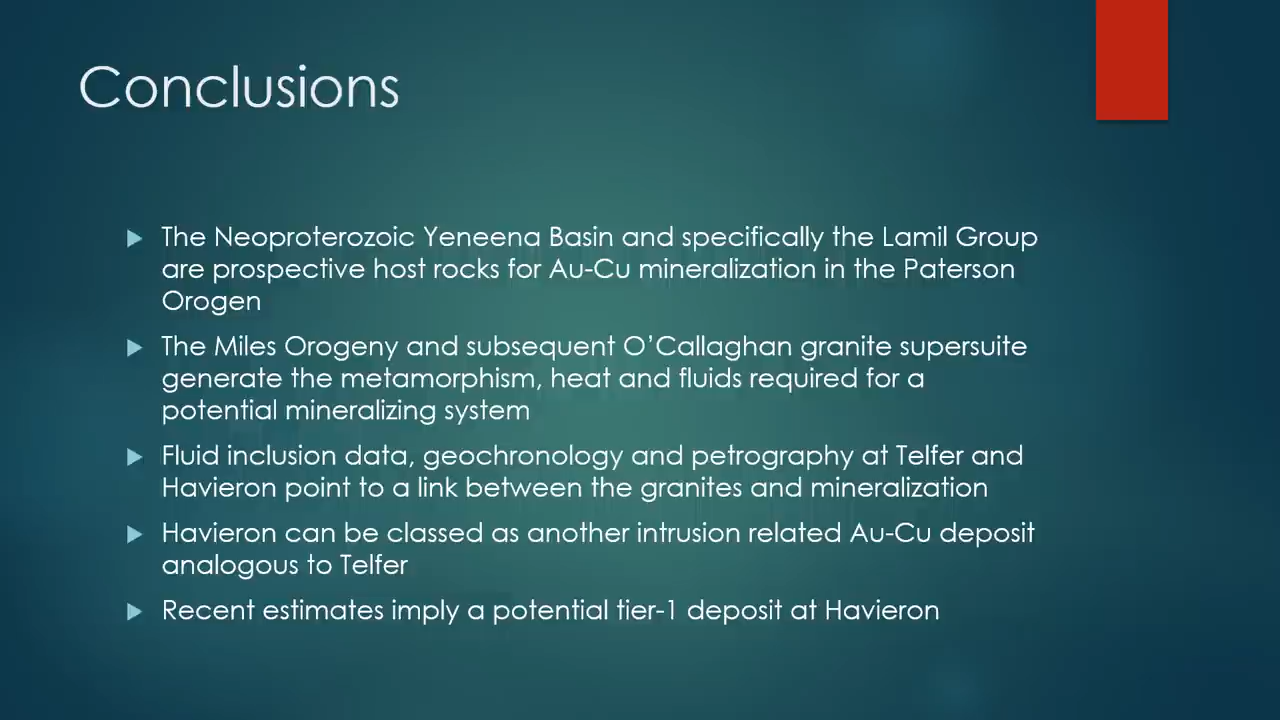 Conclusions
The Neoproterozoic Yeneena Basin and specifically the Lamil Group
are prospective host rocks for Au-Cu mineralization in the Paterson
Orogen
The Miles Orogeny and subsequent O’Callaghan granite supersuite
generate the metamorphism, heat and fluids required for a
potential mineralizing system
Fluid inclusion data, geochronology and petrography at Telfer and
Havieron point to a link between the granites and mineralization
Havieron can be classed as another intrusion related Au-Cu deposit
analogous to Telfer
Recent estimates imply a potential tier-1 deposit at Havieron